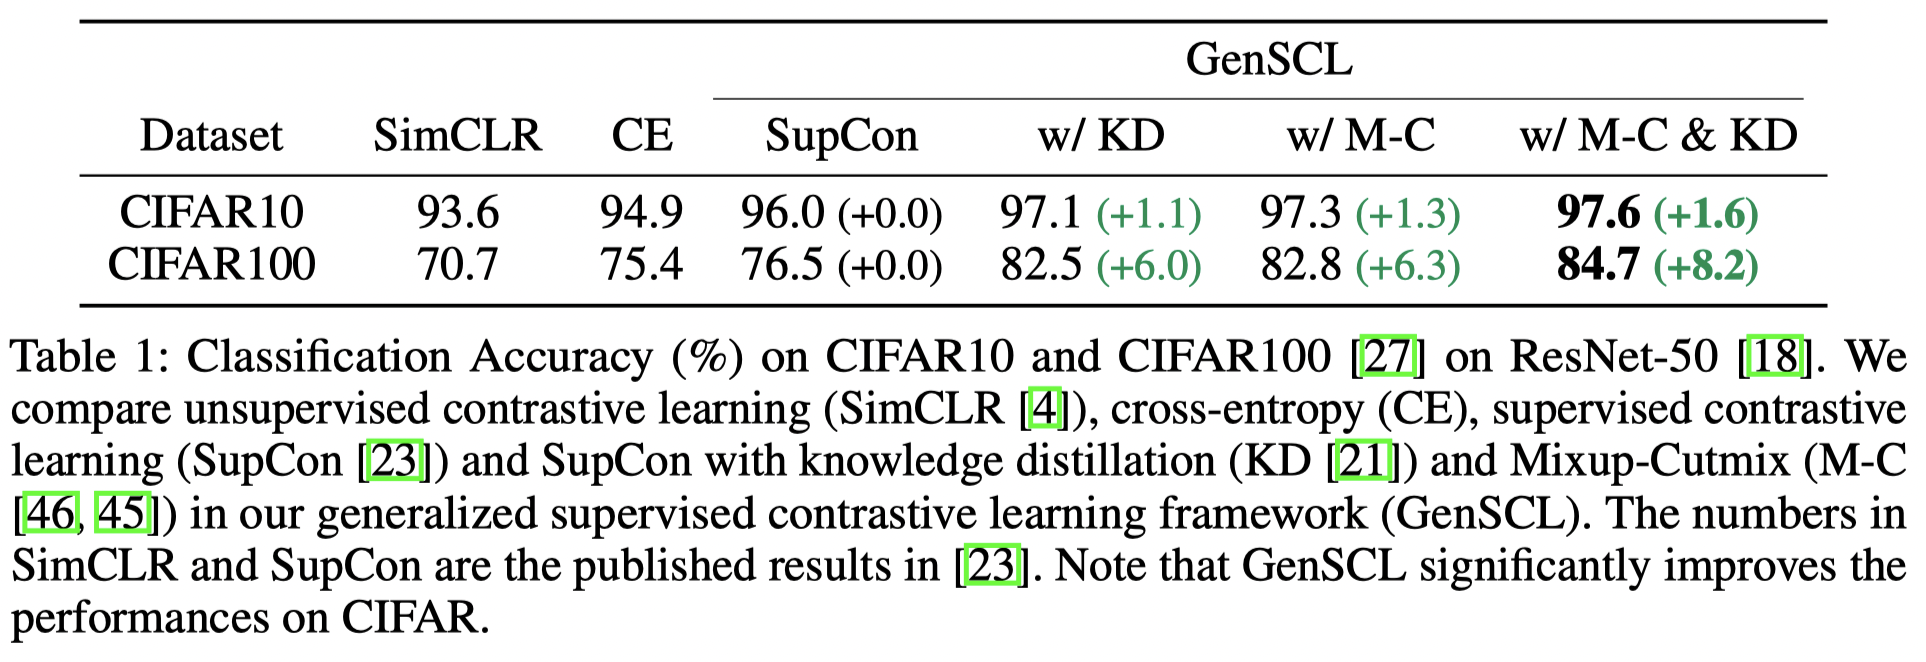 GenSCL
Dataset SimCLR CE SupCon w/ KD w/ M-C w/ M-C & KD
CIFAR10 93.6 94.9 96.0 (+0.0) 97.1 (+1.1) 97.3 (+1.3) 97.6 (+1.6)
CIFAR100 70.7 75.4 76.5 (+0.0) 82.5 (+6.0) 82.8 (+6.3) 84.7 (+8.2)
Table 1: Classification Accuracy (%) on CIFAR10 and CIFAR100 [27] on ResNet-50 [18]. We
compare unsupervised contrastive learning (SimCLR [4]), cross-entropy (CE), supervised contrastive
learning (SupCon [23]) and SupCon with knowledge distillation (KD [21]) and Mixup-Cutmix (M-C
[46, 45]) in our generalized supervised contrastive learning framework (GenSCL). The numbers in
SimCLR and SupCon are the published results in [23]. Note that GenSCL significantly improves the
performances on CIFAR.